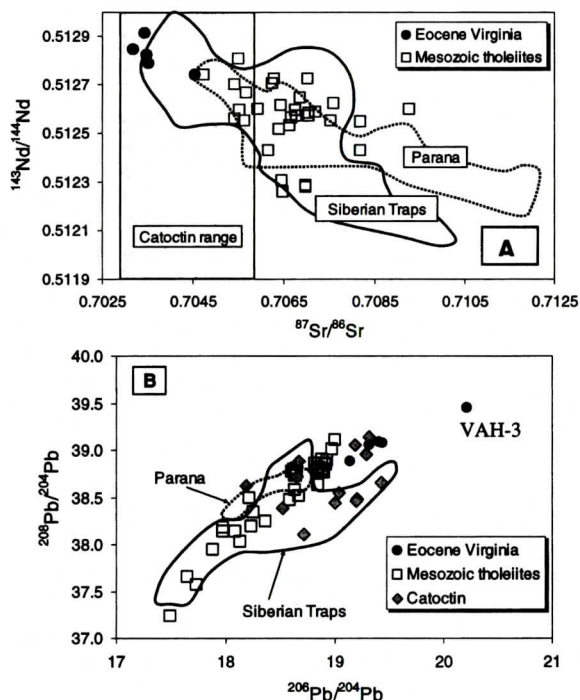 0.5129
0.5127
0.5125
0.5123
0.5121
0.5119
¹⁴³Nd/¹⁴⁴Nd
Eocene Virginia
Mesozoic tholeiites
Parana
Siberian Traps
Catoctin range
A
0.7025 0.7045 0.7065 0.7085 0.7105 0.7125
⁸⁷Sr/⁸⁶Sr
40.0
39.5
39.0
38.5
38.0
37.5
37.0
²⁰⁸Pb/²⁰⁴Pb
B
VAH-3
Parana
Eocene Virginia
Mesozoic tholeiites
Catoctin
Siberian Traps
17 18 19 20 21
²⁰⁶Pb/²⁰⁴Pb